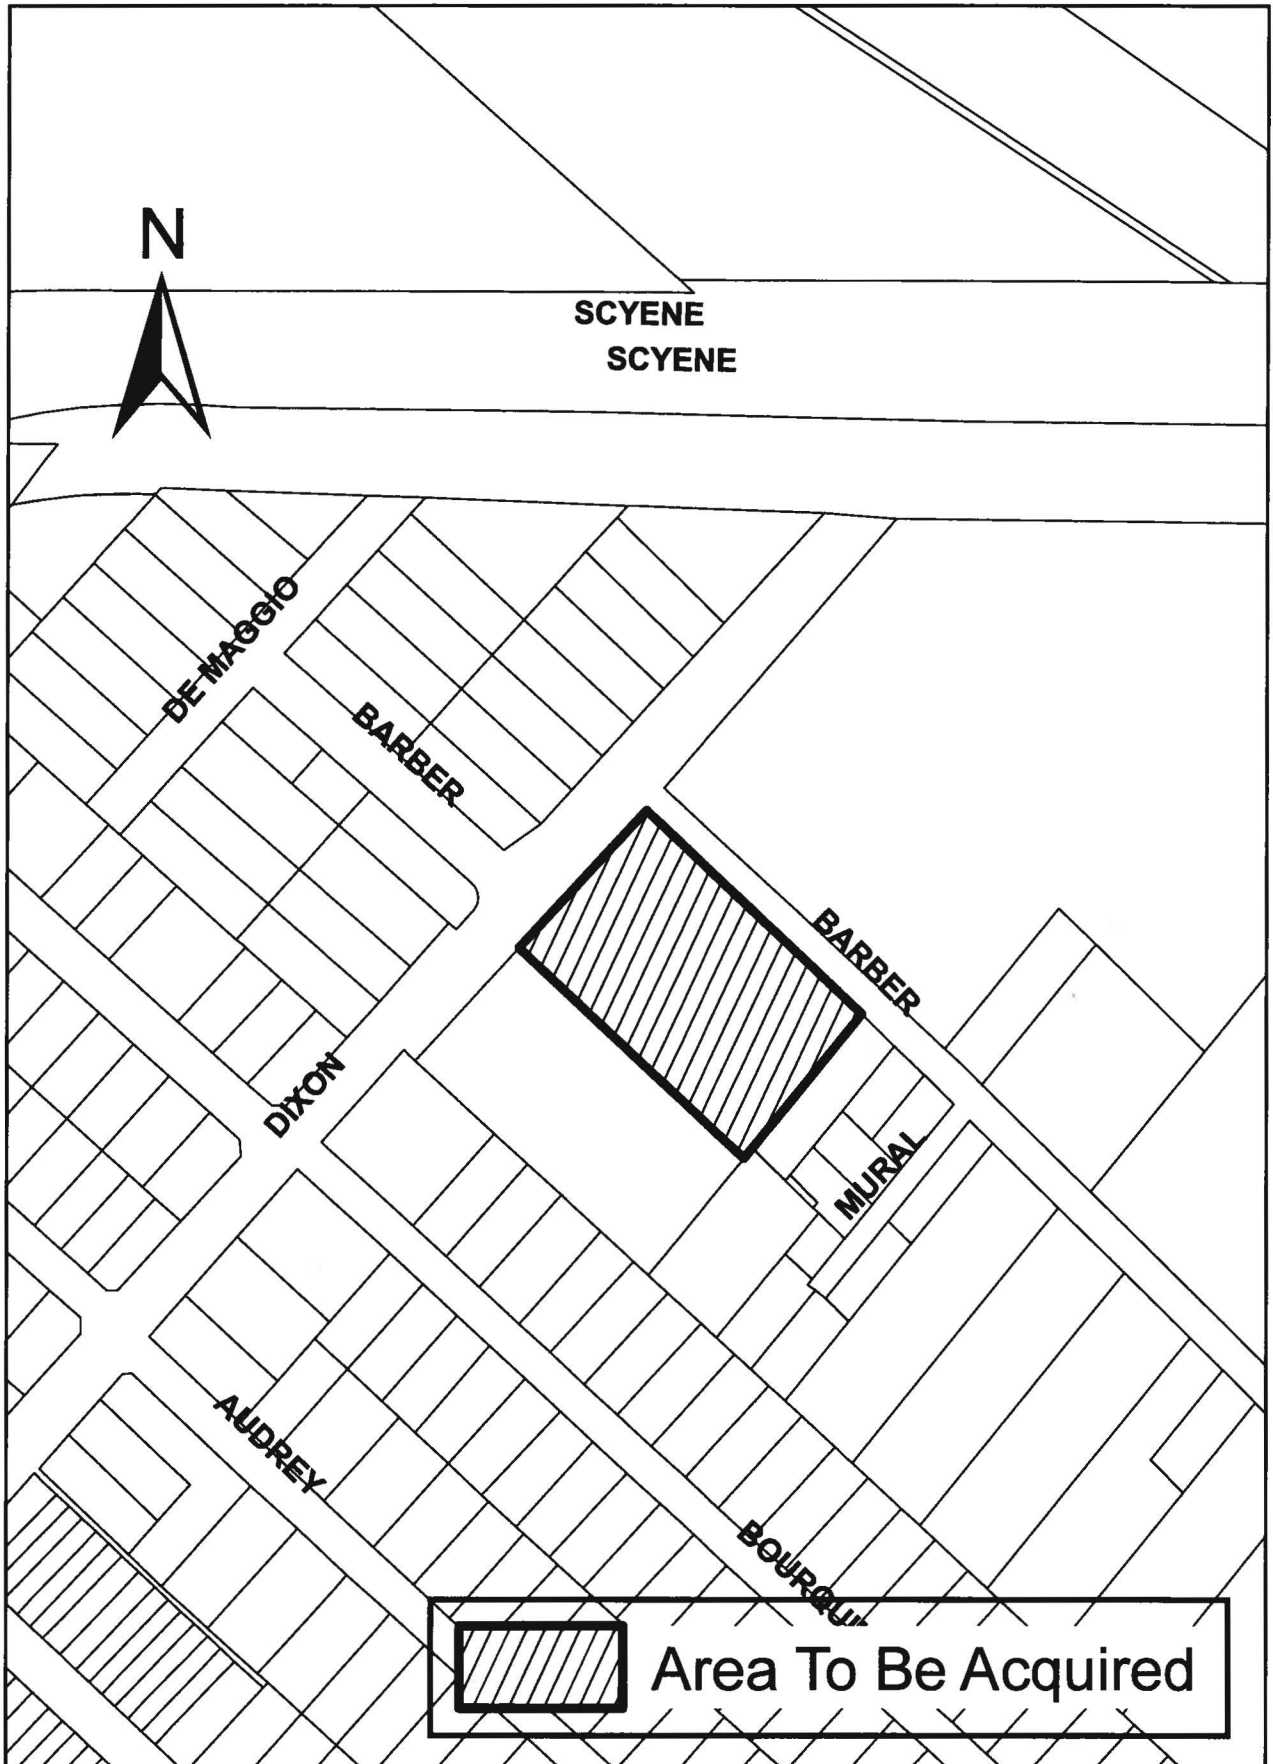 N
SCYENE
SCYENE
DE MAGGIO
BARBER
BARBER
DIXON
MURAL
AUDREY
Area To Be Acquired